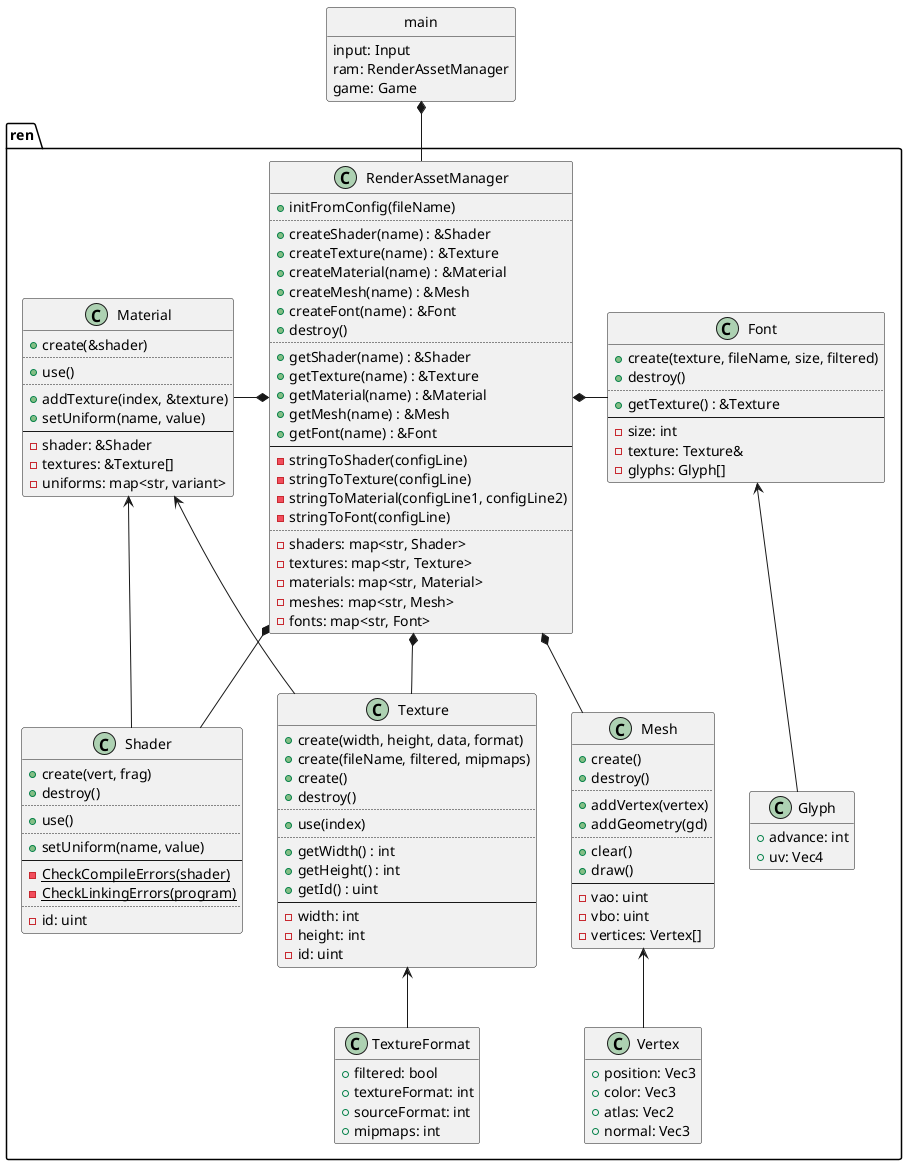 main
input: Input
ram: RenderAssetManager
game: Game
ren
C RenderAssetManager
initFromConfig(fileName)
createShader(name) : &Shader
createTexture(name) : &Texture
createMaterial(name) : &Material
createMesh(name) : &Mesh
createFont(name) : &Font
destroy()
getShader(name) : &Shader
getTexture(name) : &Texture
getMaterial(name) : &Material
getMesh(name) : &Mesh
getFont(name) : &Font
stringToShader(configLine)
stringToTexture(configLine)
stringToMaterial(configLine1, configLine2)
stringToFont(configLine)
shaders: map<str, Shader>
textures: map<str, Texture>
materials: map<str, Material>
meshes: map<str, Mesh>
fonts: map<str, Font>
C Material
create(&shader)
use()
addTexture(index, &texture)
setUniform(name, value)
shader: &Shader
textures: &Texture[]
uniforms: map<str, variant>
C Font
create(texture, fileName, size, filtered)
destroy()
getTexture() : &Texture
size: int
texture: Texture&
glyphs: Glyph[]
C Shader
create(vert, frag)
destroy()
use()
setUniform(name, value)
CheckCompileErrors(shader)
CheckLinkingErrors(program)
id: uint
C Texture
create(width, height, data, format)
create(fileName, filtered, mipmaps)
create()
destroy()
use(index)
getWidth() : int
getHeight() : int
getId() : uint
width: int
height: int
id: uint
C Mesh
create()
destroy()
addVertex(vertex)
addGeometry(gd)
clear()
draw()
vao: uint
vbo: uint
vertices: Vertex[]
C Glyph
advance: int
uv: Vec4
C TextureFormat
filtered: bool
textureFormat: int
sourceFormat: int
mipmaps: int
C Vertex
position: Vec3
color: Vec3
atlas: Vec2
normal: Vec3